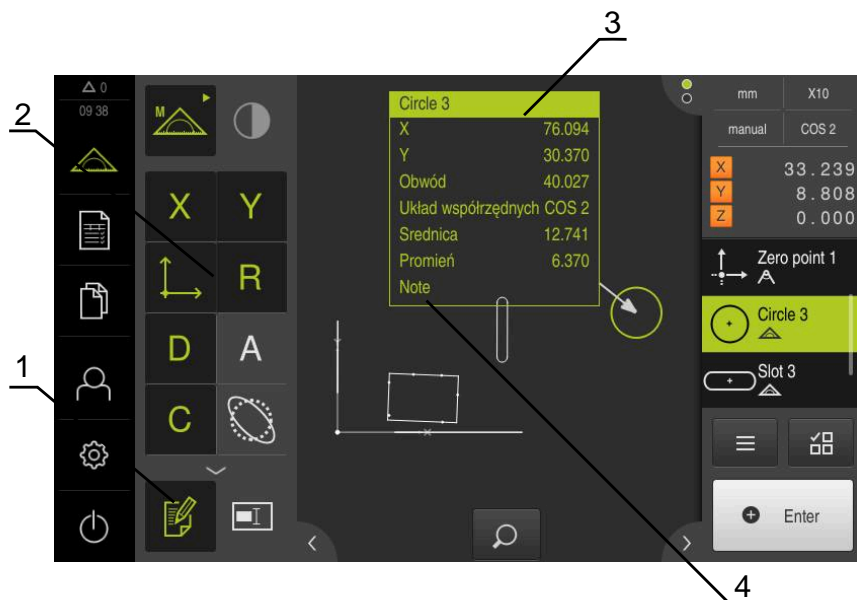 3
△ 0
09 38
2
M
X Y
R
D A
C
1
Circle 3
X 76.094
Y 30.370
Obwód 40.027
Układ współrzędnych COS 2
Srednica 12.741
Promień 6.370
Note
mm X10
manual COS 2
X 33.239
Y 8.808
Z 0.000
Zero point 1
Circle 3
Slot 3
Enter
4